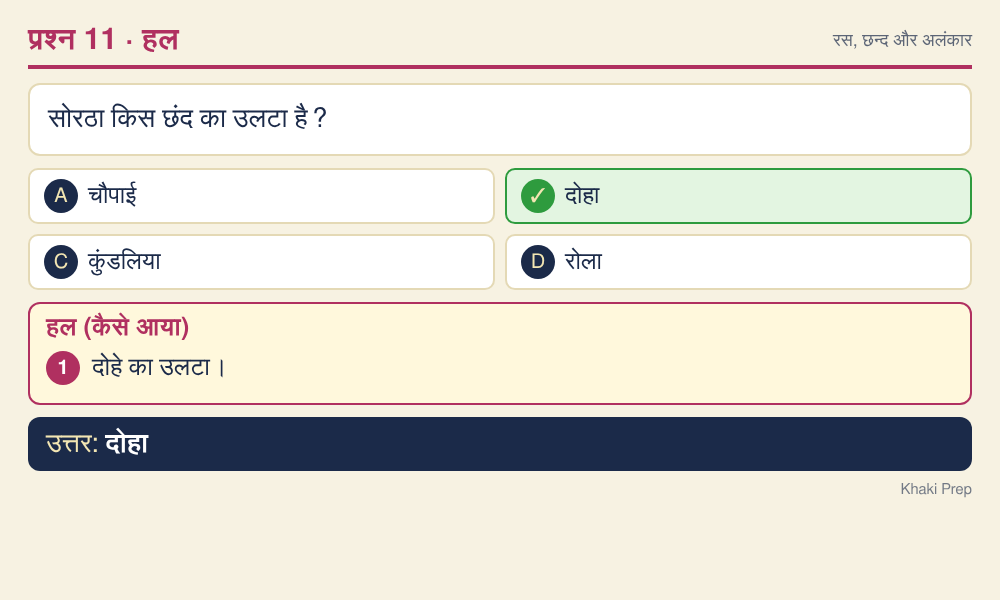 प्रश्न 11 · हल
रस, छन्द और अलंकार
सोरठा किस छंद का उलटा है ?
A चौपाई
✓ दोहा
C कुंडलिया
D रोला
हल (कैसे आया)
1 दोहे का उलटा।
उत्तर: दोहा
Khaki Prep